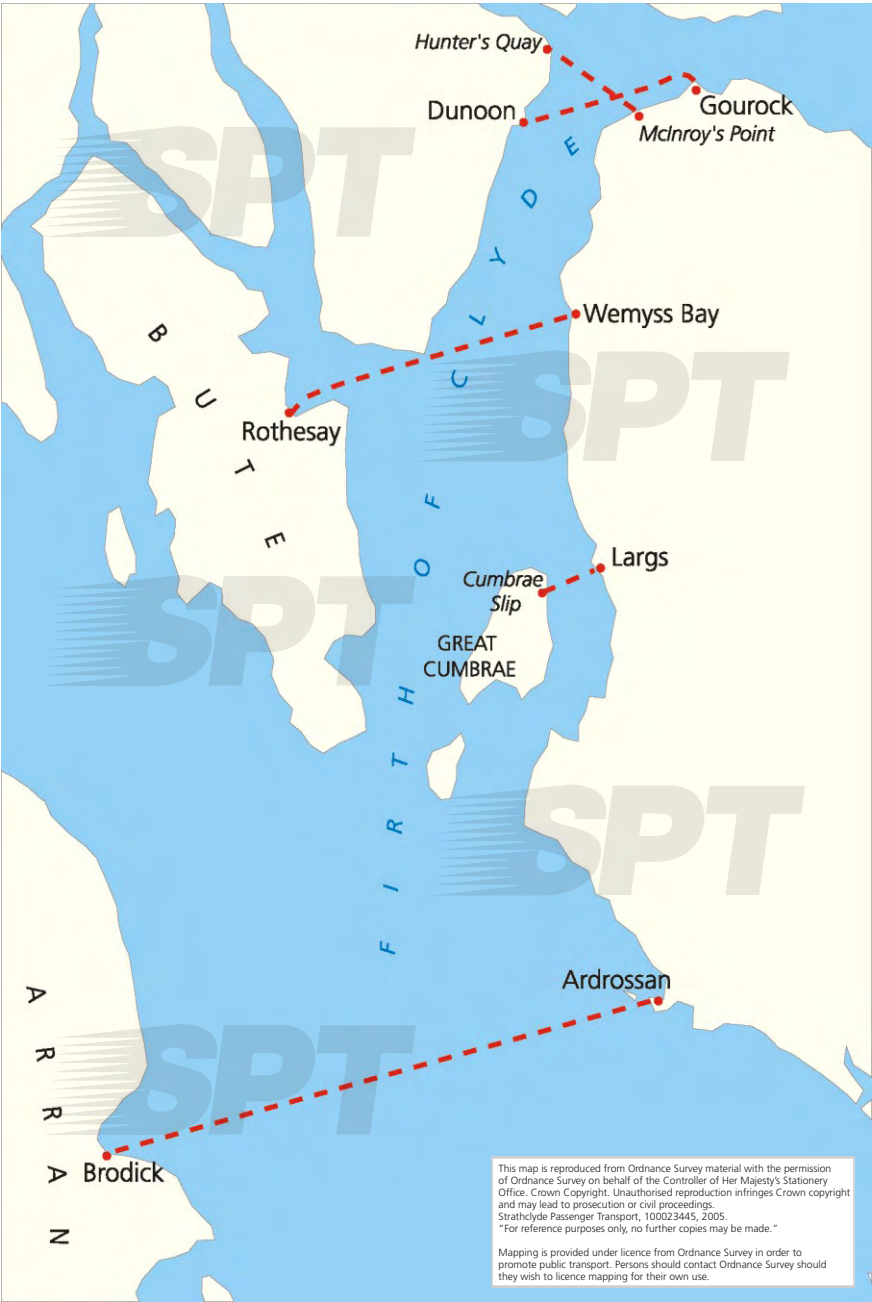 Hunter's Quay
Dunoon
Gourock
McInroy's Point
SPT
Wemyss Bay
BUTE
Rothesay
SPT
Largs
Cumbrae
Slip
GREAT
CUMBRAE
SPT
FIRTH OF CLYDE
SPT
Ardrossan
ARRAN
SPT
Brodick
This map is reproduced from Ordnance Survey material with the permission
of Ordnance Survey on behalf of the Controller of Her Majesty's Stationery
Office. Crown Copyright. Unauthorised reproduction infringes Crown copyright
and may lead to prosecution or civil proceedings.
Strathclyde Passenger Transport, 100023445, 2005.
"For reference purposes only, no further copies may be made."
Mapping is provided under licence from Ordnance Survey in order to
promote public transport. Persons should contact Ordnance Survey should
they wish to licence mapping for their own use.